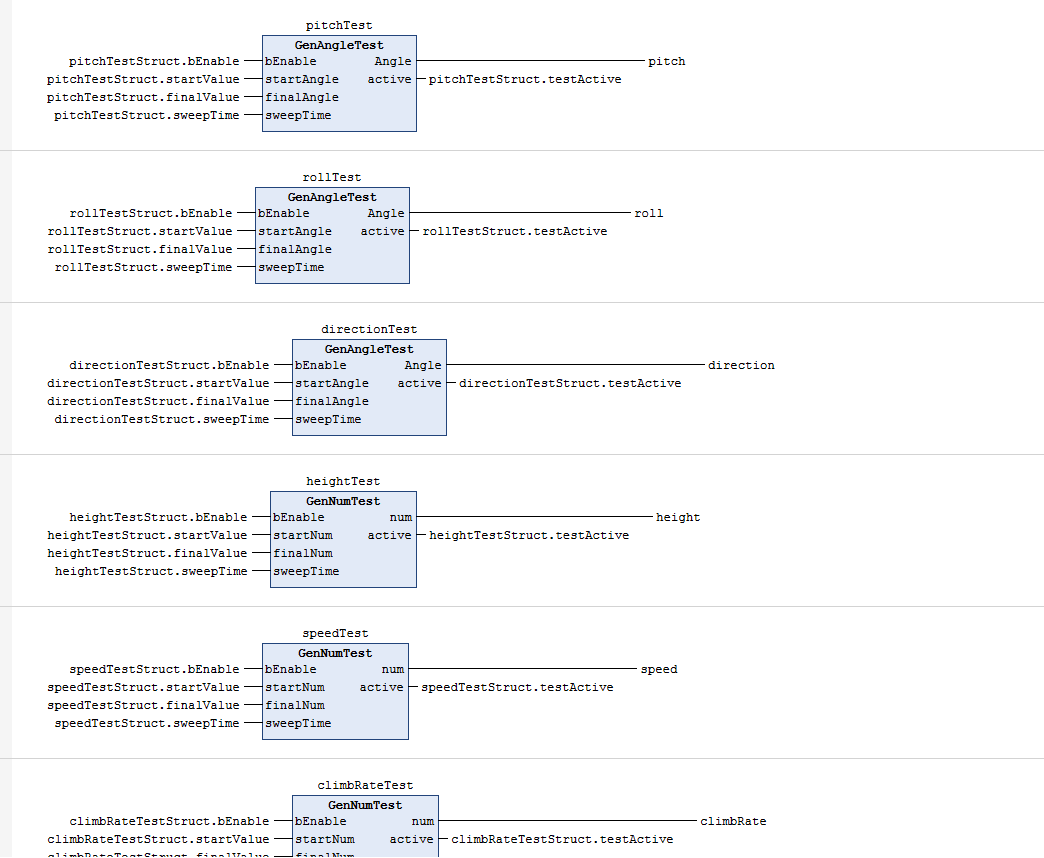 pitchTest
GenAngleTest
pitchTestStruct.bEnable bEnable Angle pitch
pitchTestStruct.startValue startAngle active pitchTestStruct.testActive
pitchTestStruct.finalValue finalAngle
pitchTestStruct.sweepTime sweepTime
rollTest
GenAngleTest
rollTestStruct.bEnable bEnable Angle roll
rollTestStruct.startValue startAngle active rollTestStruct.testActive
rollTestStruct.finalValue finalAngle
rollTestStruct.sweepTime sweepTime
directionTest
GenAngleTest
directionTestStruct.bEnable bEnable Angle direction
directionTestStruct.startValue startAngle active directionTestStruct.testActive
directionTestStruct.finalValue finalAngle
directionTestStruct.sweepTime sweepTime
heightTest
GenNumTest
heightTestStruct.bEnable bEnable num height
heightTestStruct.startValue startNum active heightTestStruct.testActive
heightTestStruct.finalValue finalNum
heightTestStruct.sweepTime sweepTime
speedTest
GenNumTest
speedTestStruct.bEnable bEnable num speed
speedTestStruct.startValue startNum active speedTestStruct.testActive
speedTestStruct.finalValue finalNum
speedTestStruct.sweepTime sweepTime
climbRateTest
GenNumTest
climbRateTestStruct.bEnable bEnable num climbRate
climbRateTestStruct.startValue startNum active climbRateTestStruct.testActive
climbRateTestStruct.finalValue finalNum